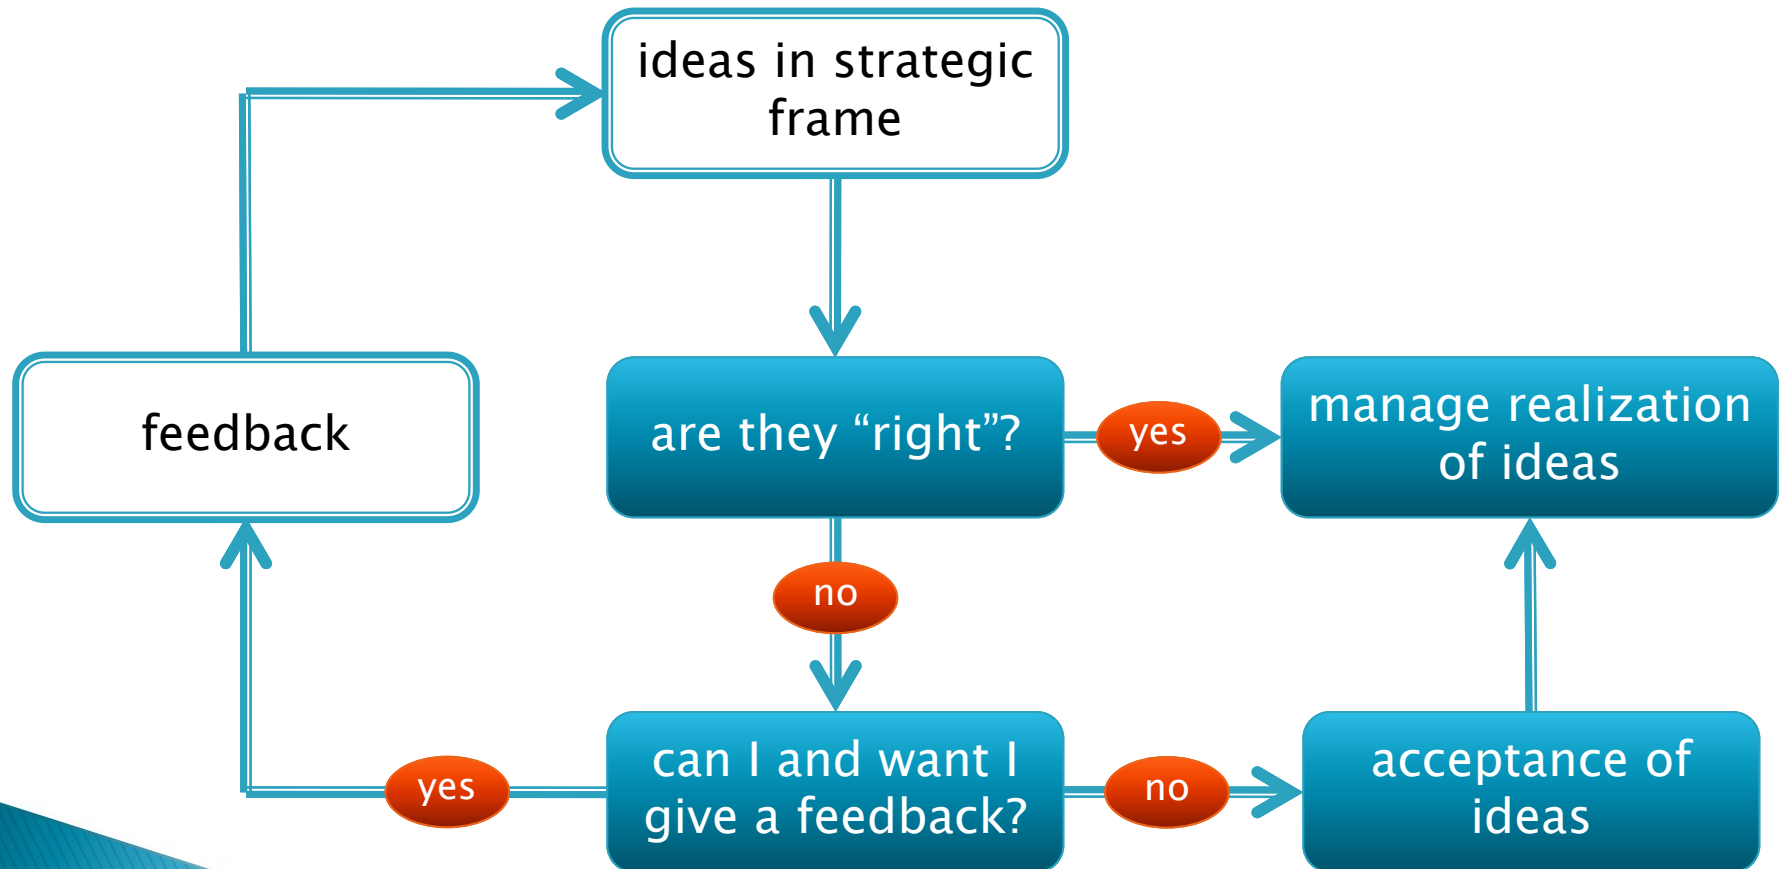 ideas in strategic
frame
feedback
are they “right”?
yes
manage realization
of ideas
no
yes
can I and want I
give a feedback?
no
acceptance of
ideas